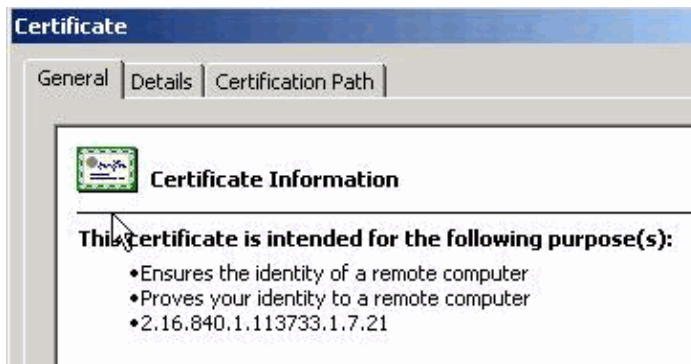 Certificate
General Details Certification Path
Certificate Information
This certificate is intended for the following purpose(s):
•Ensures the identity of a remote computer
•Proves your identity to a remote computer
•2.16.840.1.113733.1.7.21